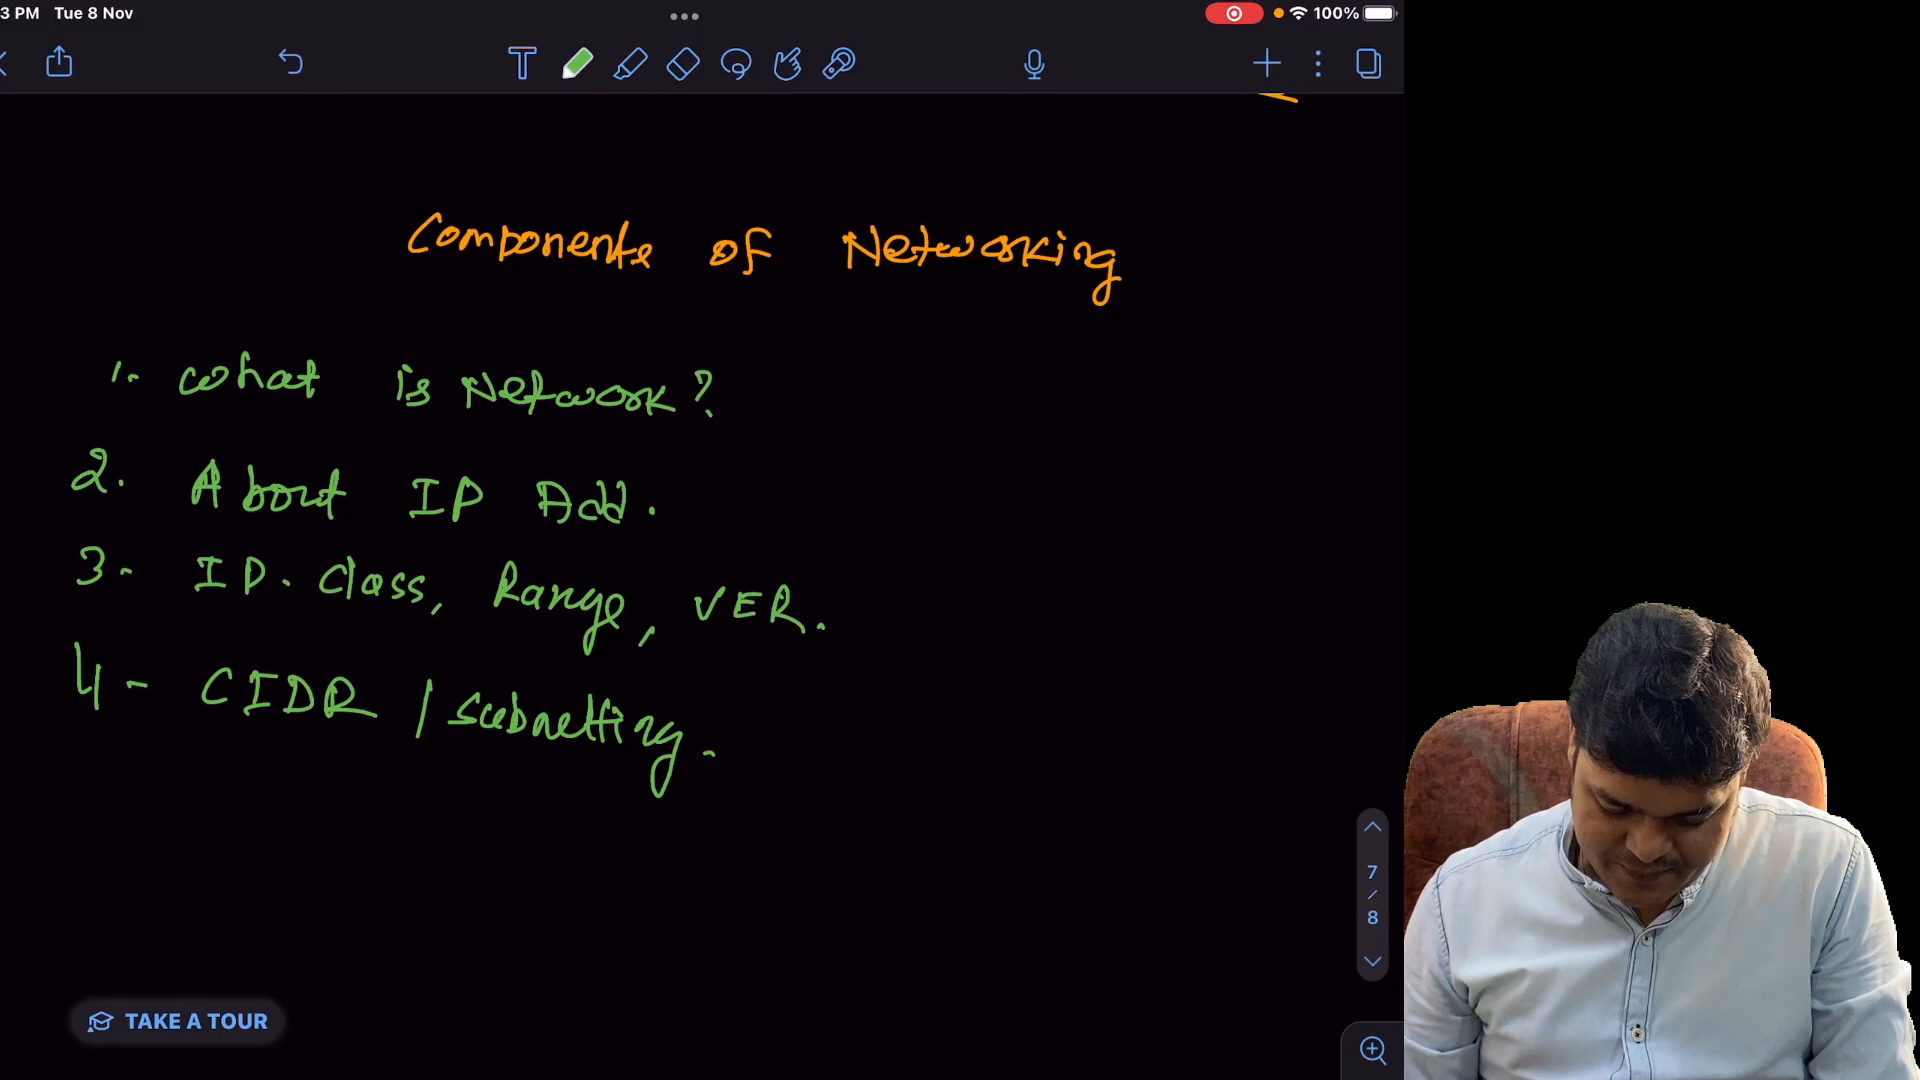 3 PM Tue 8 Nov
100%
T
Components of Networking
1. What is Network?
2. About IP Add.
3- IP. Class, Range, VER.
4- CIDR / Subnetting.
7
/
8
TAKE A TOUR